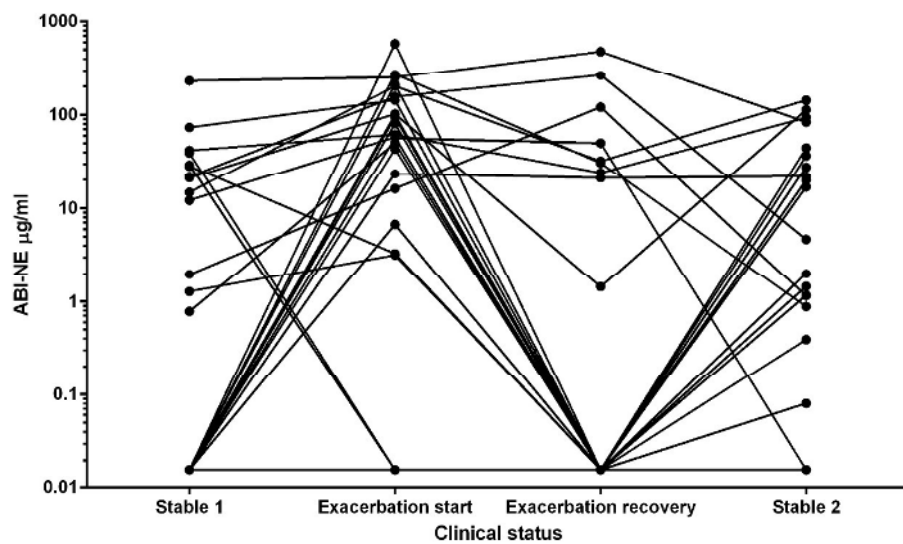 1000
100
10
1
0.1
0.01
ABI-NE µg/ml
Stable 1
Exacerbation start
Exacerbation recovery
Stable 2
Clinical status